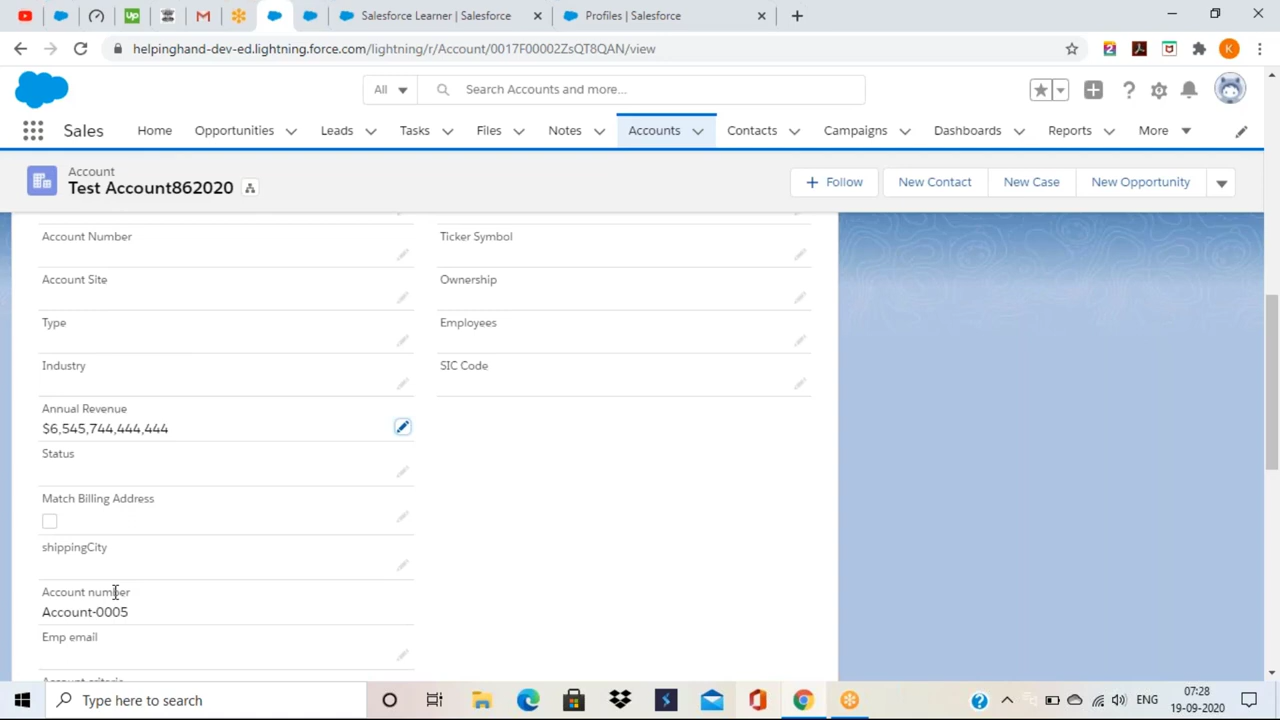 Up
Salesforce Learner | Salesforce
Profiles | Salesforce
helpinghand-dev-ed.lightning.force.com/lightning/r/Account/0017F00002ZsQT8QAN/view
2
K
All
Search Accounts and more...
Sales
Home
Opportunities
Leads
Tasks
Files
Notes
Accounts
Contacts
Campaigns
Dashboards
Reports
More
Account
Test Account862020
Follow
New Contact
New Case
New Opportunity
Account Number
Ticker Symbol
Account Site
Ownership
Type
Employees
Industry
SIC Code
Annual Revenue
$6,545,744,444,444
Status
Match Billing Address
shippingCity
Account number
Account-0005
Emp email
Account criteria
Type here to search
ENG
07:28
19-09-2020